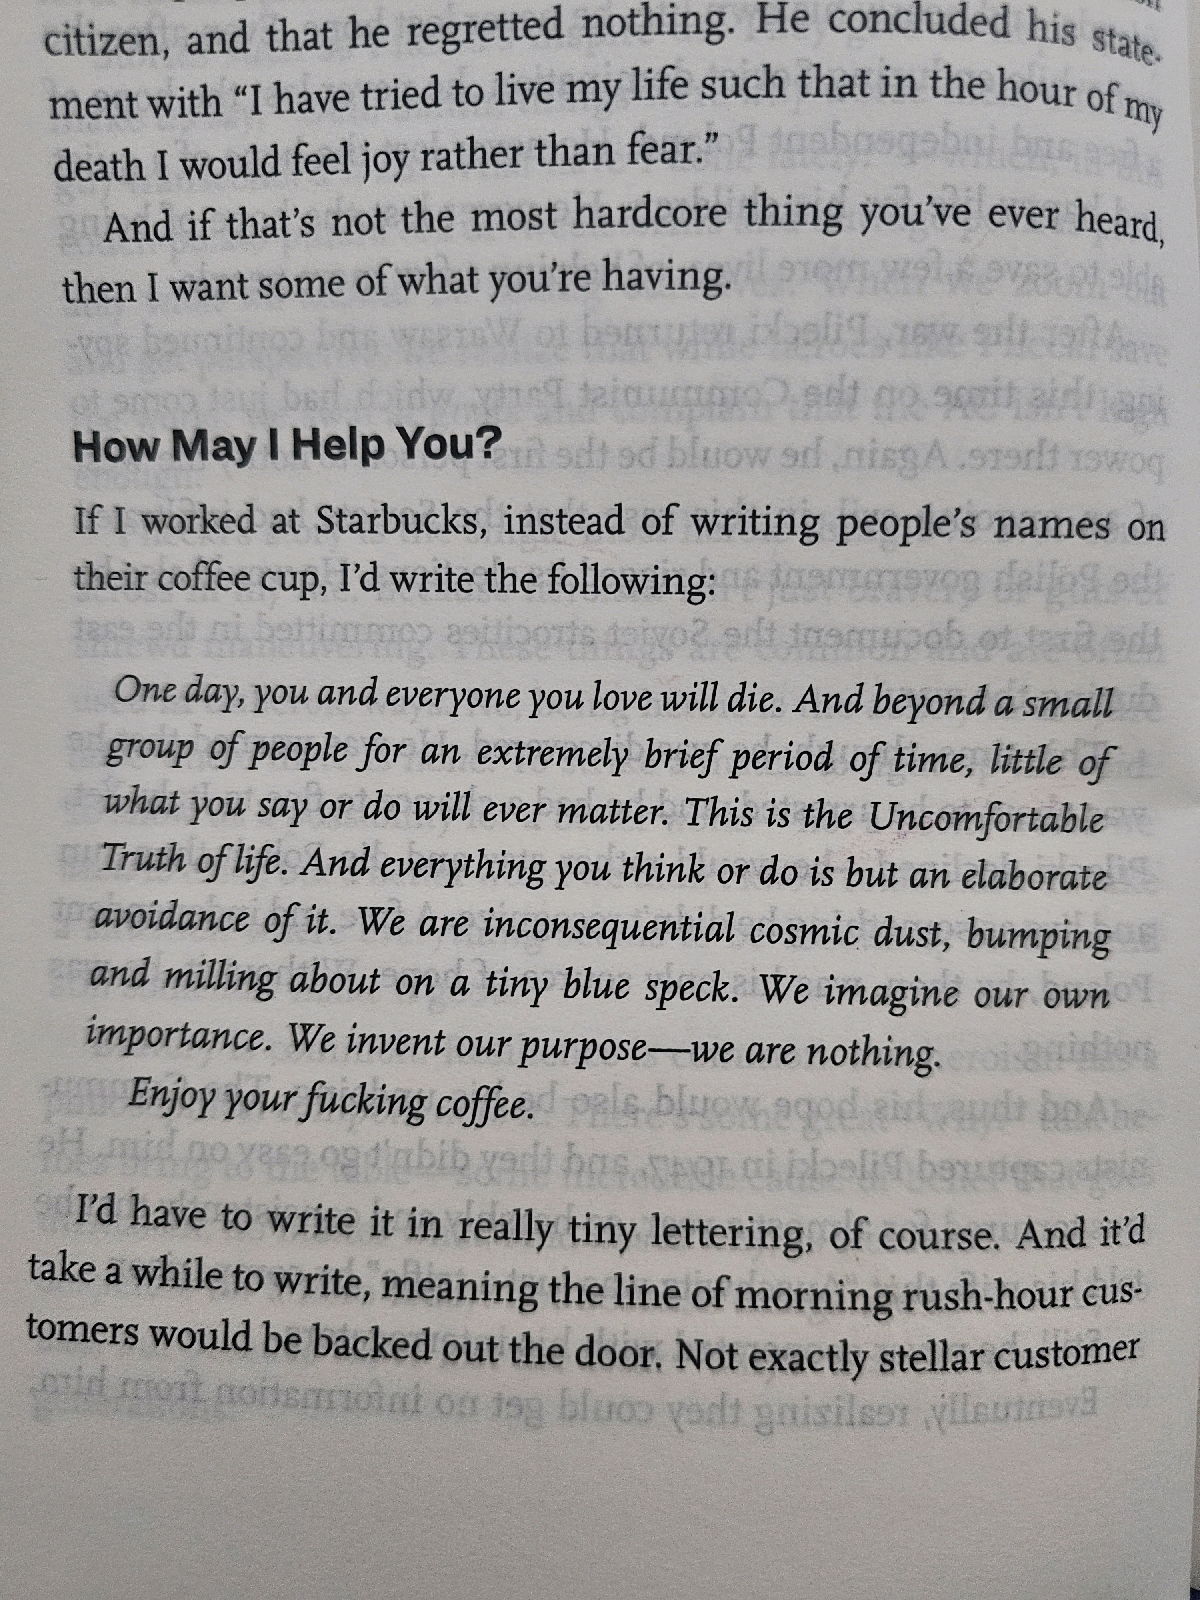 citizen, and that he regretted nothing. He concluded his state-
ment with “I have tried to live my life such that in the hour of my
death I would feel joy rather than fear.”
And if that’s not the most hardcore thing you’ve ever heard,
then I want some of what you’re having.
How May I Help You?
If I worked at Starbucks, instead of writing people’s names on
their coffee cup, I’d write the following:
One day, you and everyone you love will die. And beyond a small
group of people for an extremely brief period of time, little of
what you say or do will ever matter. This is the Uncomfortable
Truth of life. And everything you think or do is but an elaborate
avoidance of it. We are inconsequential cosmic dust, bumping
and milling about on a tiny blue speck. We imagine our own
importance. We invent our purpose—we are nothing.
Enjoy your fucking coffee.
I’d have to write it in really tiny lettering, of course. And it’d
take a while to write, meaning the line of morning rush-hour cus-
tomers would be backed out the door. Not exactly stellar customer